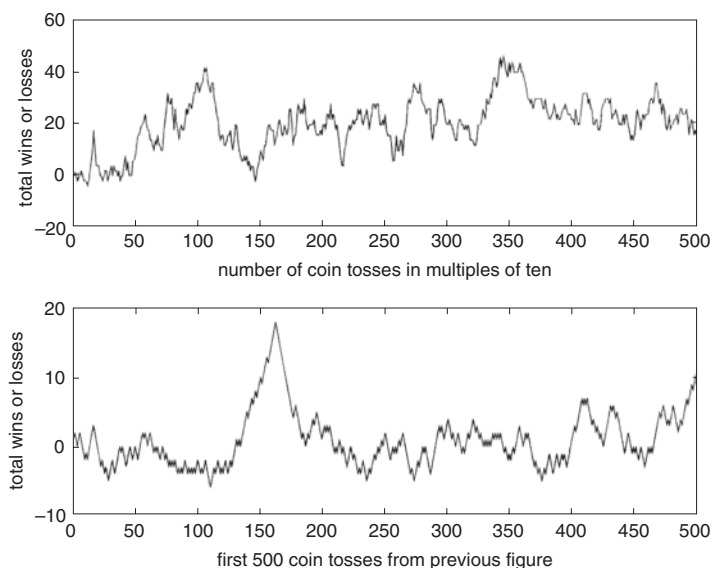 60
40
20
0
−20
total wins or losses
0 50 100 150 200 250 300 350 400 450 500
number of coin tosses in multiples of ten
20
10
0
−10
total wins or losses
0 50 100 150 200 250 300 350 400 450 500
first 500 coin tosses from previous figure